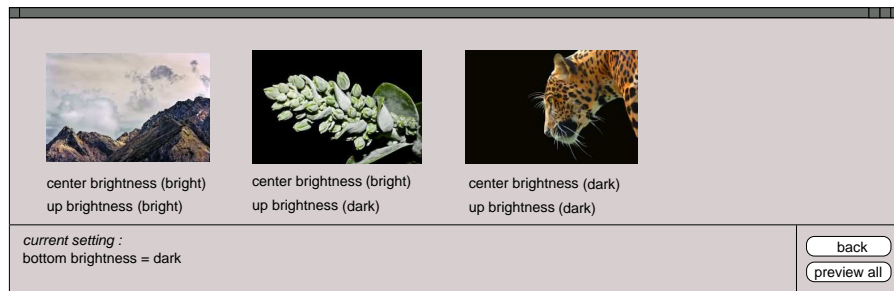 center brightness (bright)
up brightness (bright)
center brightness (bright)
up brightness (dark)
center brightness (dark)
up brightness (dark)
current setting :
bottom brightness = dark
back
preview all